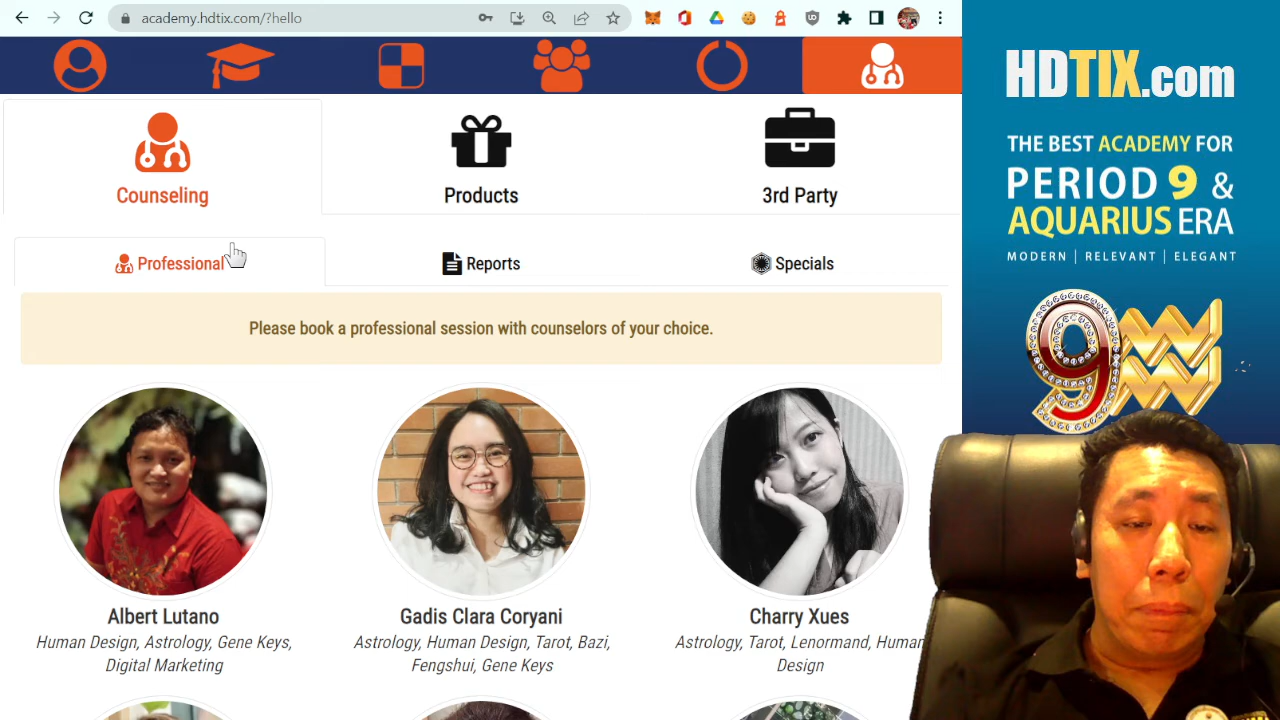 academy.hdtix.com/?hello
Counseling
Products
3rd Party
Professional
Reports
Specials
Please book a professional session with counselors of your choice.
Albert Lutano
Human Design, Astrology, Gene Keys,
Digital Marketing
Gadis Clara Coryani
Astrology, Human Design, Tarot, Bazi,
Fengshui, Gene Keys
Charry Xues
Astrology, Tarot, Lenormand, Human
Design
HDTIX.com
THE BEST ACADEMY FOR
PERIOD 9 &
AQUARIUS ERA
MODERN | RELEVANT | ELEGANT
9